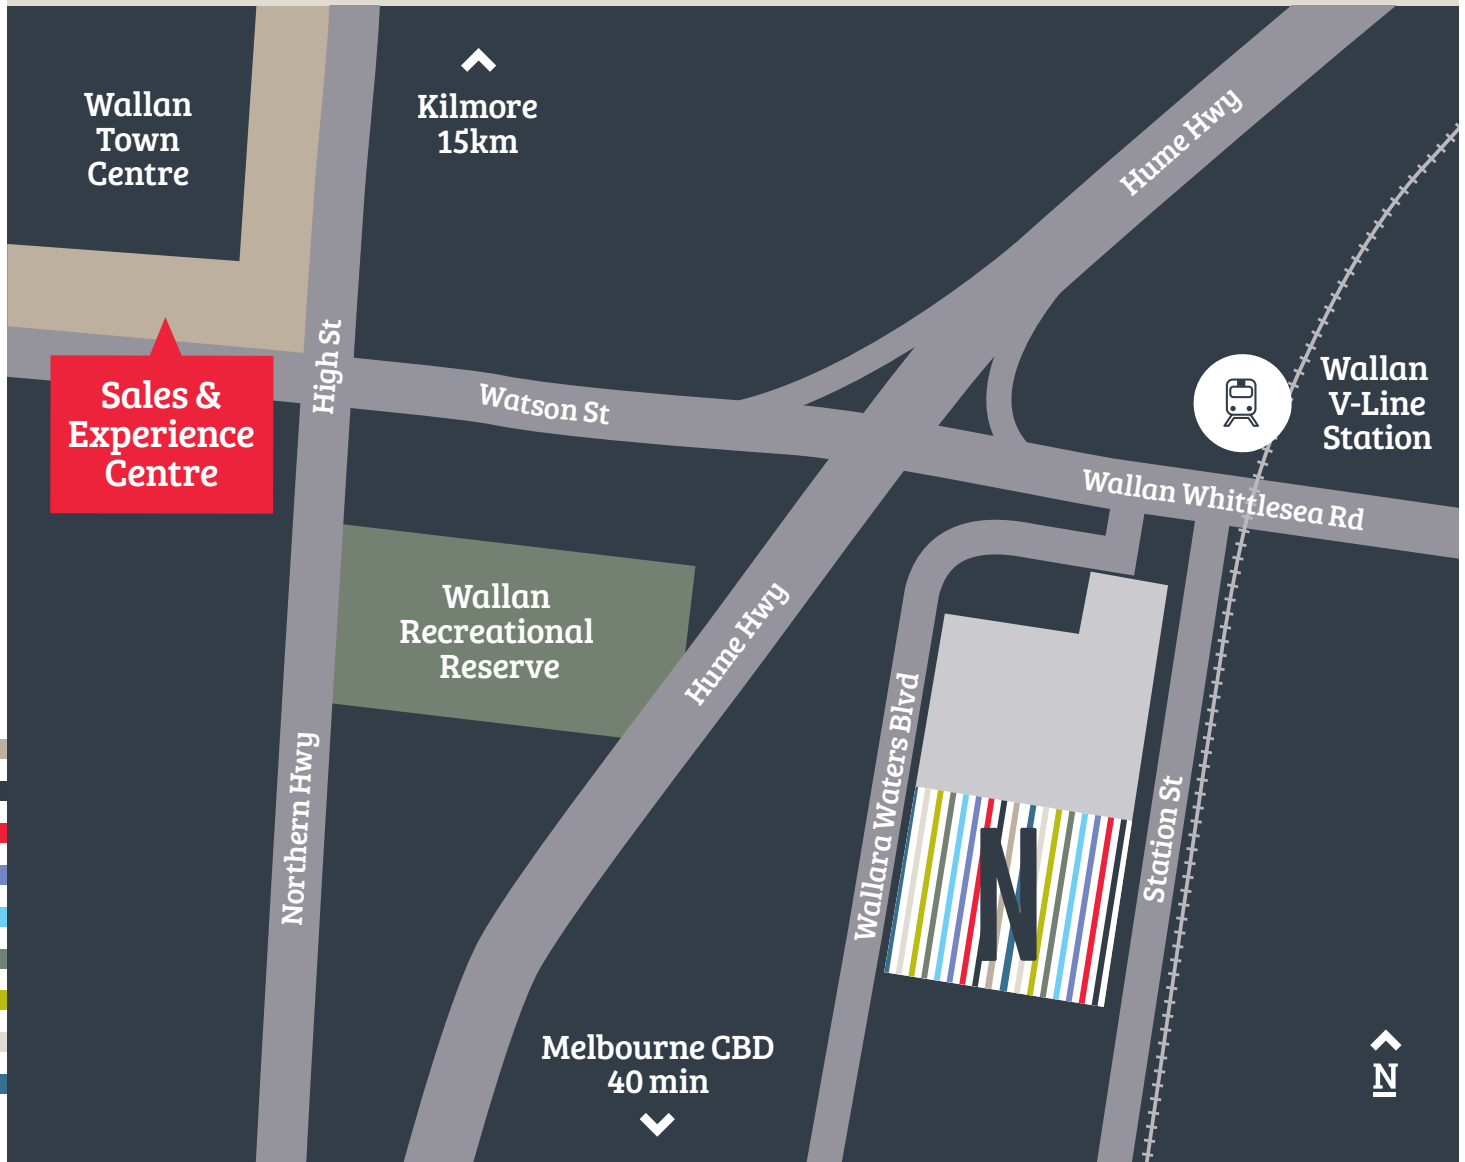 Wallan
Town
Centre
Kilmore
15km
Hume Hwy
High St
Sales &
Experience
Centre
Watson St
Wallan
V-Line
Station
Wallan Whittlesea Rd
Wallan
Recreational
Reserve
Hume Hwy
Northern Hwy
Wallara Waters Blvd
Station St
N
Melbourne CBD
40 min
N